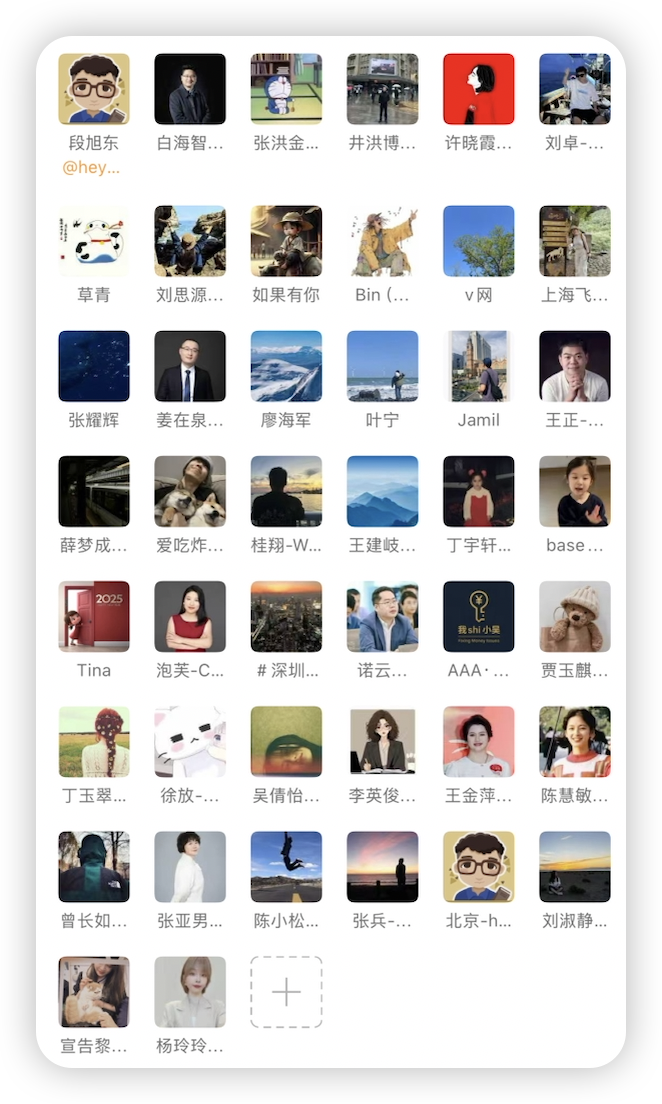 段旭东 白海智... 张洪金... 井洪博... 许晓霞... 刘卓-...
@hey...
草青 刘思源... 如果有你 Bin (... v网 上海飞...
张耀辉 姜在泉... 廖海军 叶宁 Jamil 王正-...
薛梦成... 爱吃炸... 桂翔-W... 王建岐... 丁宇轩... base...
2025
我shi小吴
Tina 泡芙-C... # 深圳... 诺云... AAA· ... 贾玉麒...
丁玉翠... 徐放-... 吴倩怡... 李英俊... 王金萍... 陈慧敏...
曾长如... 张亚男... 陈小松... 张兵-... 北京-h... 刘淑静...
宣告黎... 杨玲玲...